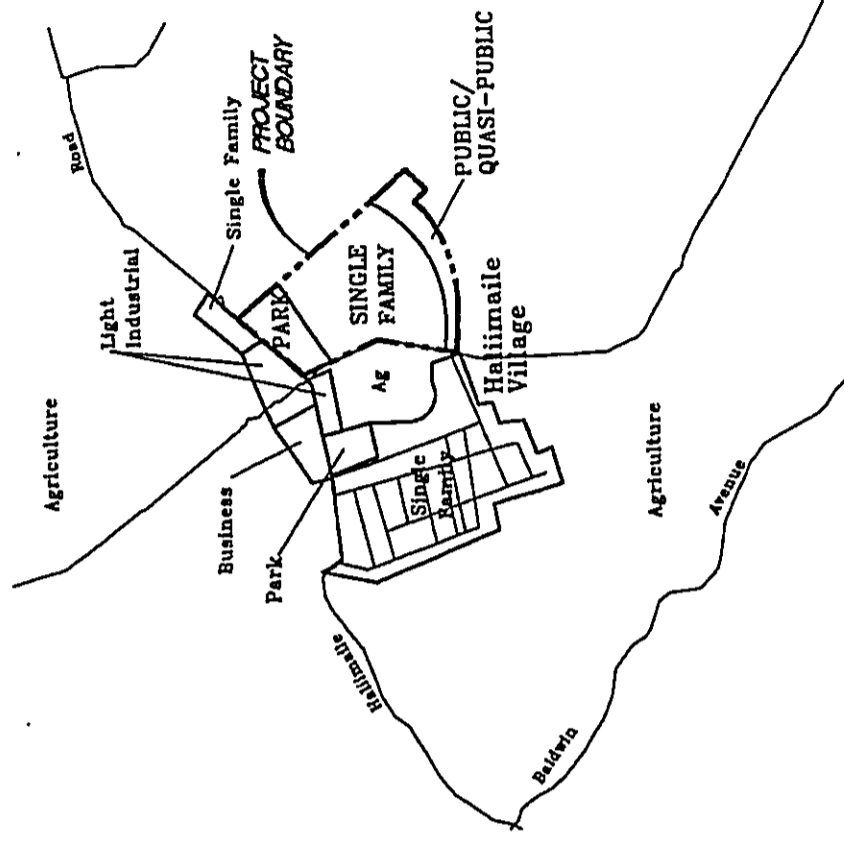 Road
Single Family
PROJECT
BOUNDARY
Light
Industrial
PUBLIC/
QUASI-PUBLIC
SINGLE
FAMILY
PARK
Agriculture
Ag
Haliimaile
Village
Business
Park
Single
Family
Agriculture
Avenue
Haliimaile
Baldwin